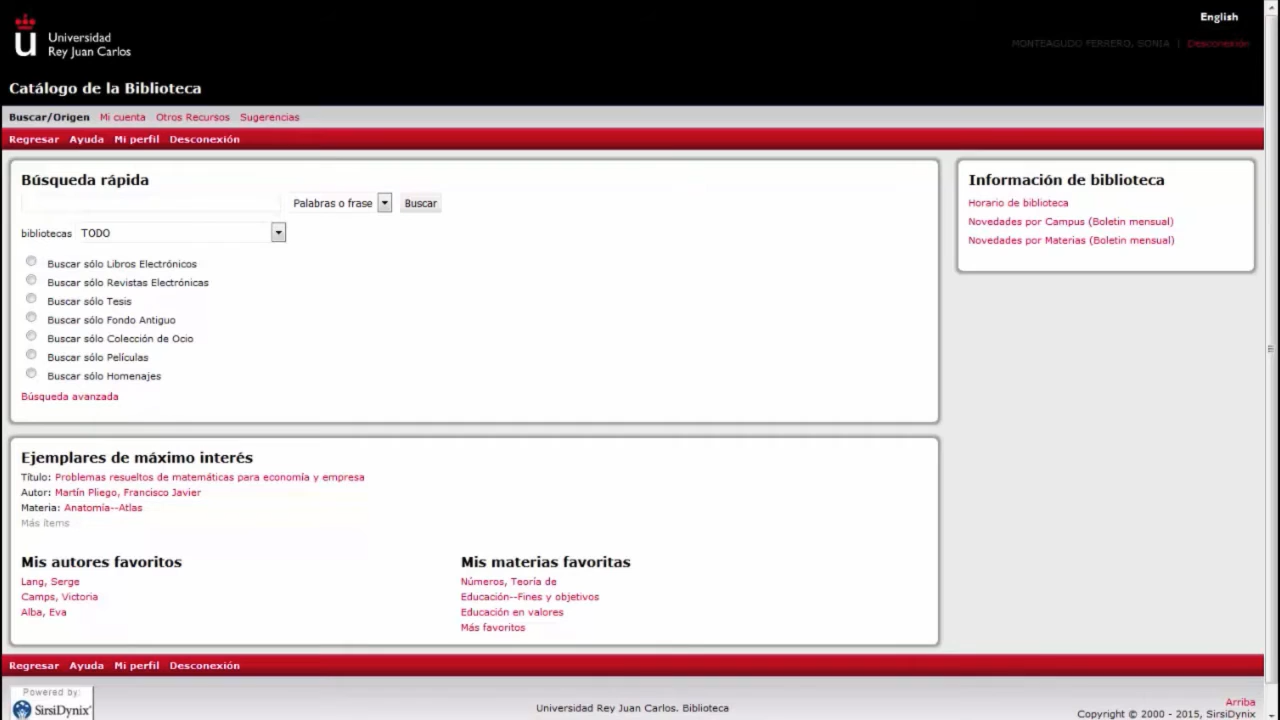 English
Universidad
Rey Juan Carlos
MONTEAGUDO FERRERO, SONIA | Desconexión
Catálogo de la Biblioteca
Buscar/Origen Mi cuenta Otros Recursos Sugerencias
Regresar Ayuda Mi perfil Desconexión
Búsqueda rápida
Palabras o frase Buscar
bibliotecas TODO
Buscar sólo Libros Electrónicos
Buscar sólo Revistas Electrónicas
Buscar sólo Tesis
Buscar sólo Fondo Antiguo
Buscar sólo Colección de Ocio
Buscar sólo Películas
Buscar sólo Homenajes
Búsqueda avanzada
Información de biblioteca
Horario de biblioteca
Novedades por Campus (Boletin mensual)
Novedades por Materias (Boletin mensual)
Ejemplares de máximo interés
Título: Problemas resueltos de matemáticas para economía y empresa
Autor: Martín Pliego, Francisco Javier
Materia: Anatomía--Atlas
Más ítems
Mis autores favoritos
Lang, Serge
Camps, Victoria
Alba, Eva
Mis materias favoritas
Números, Teoría de
Educación--Fines y objetivos
Educación en valores
Más favoritos
Regresar Ayuda Mi perfil Desconexión
Powered by:
SirsiDynix
Universidad Rey Juan Carlos. Biblioteca
Arriba
Copyright © 2000 - 2015, SirsiDynix